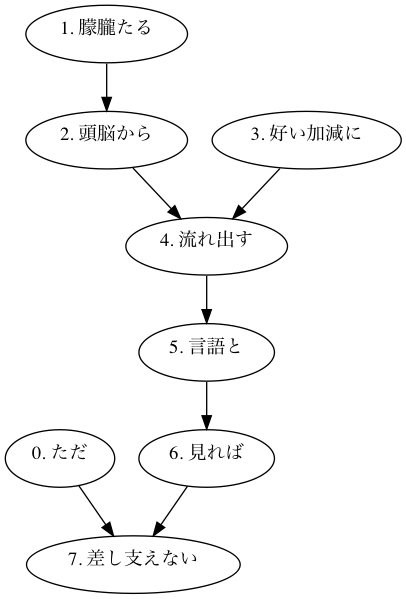 1. 朦朧たる
2. 頭脳から
3. 好い加減に
4. 流れ出す
5. 言語と
0. ただ
6. 見れば
7. 差し支えない